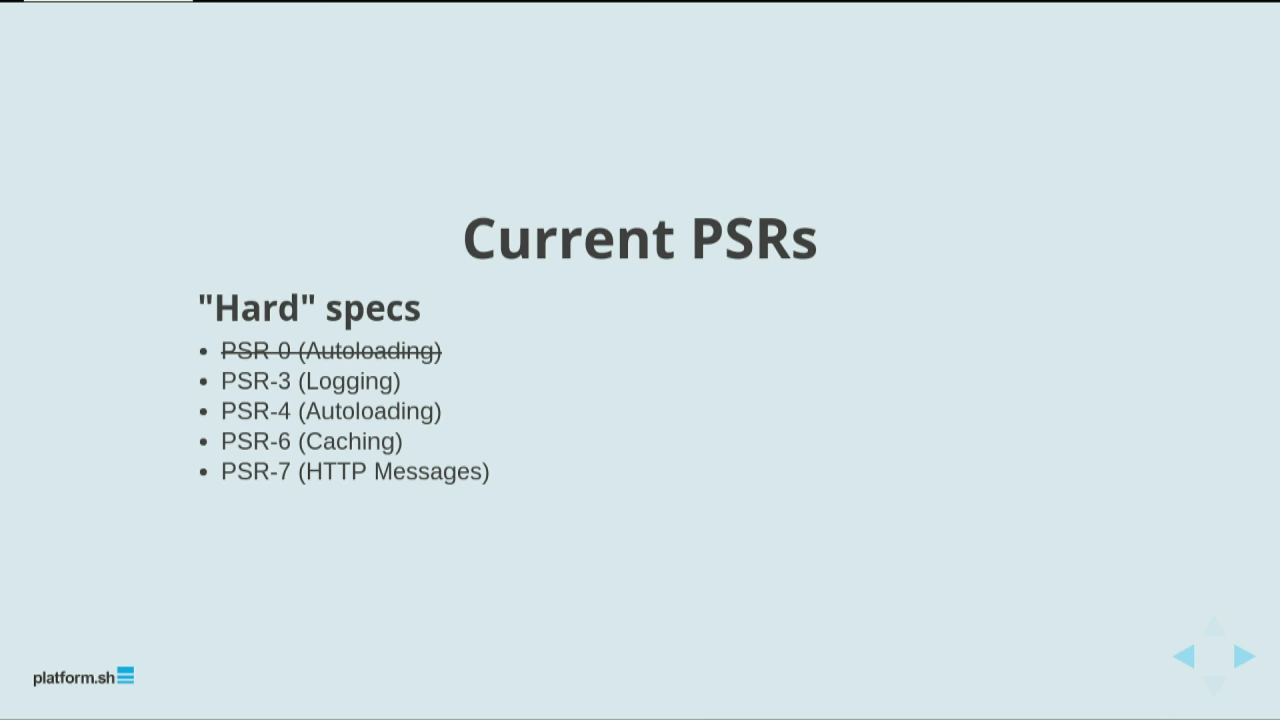 Current PSRs
"Hard" specs
• PSR-0 (Autoloading)
• PSR-3 (Logging)
• PSR-4 (Autoloading)
• PSR-6 (Caching)
• PSR-7 (HTTP Messages)
platform.sh